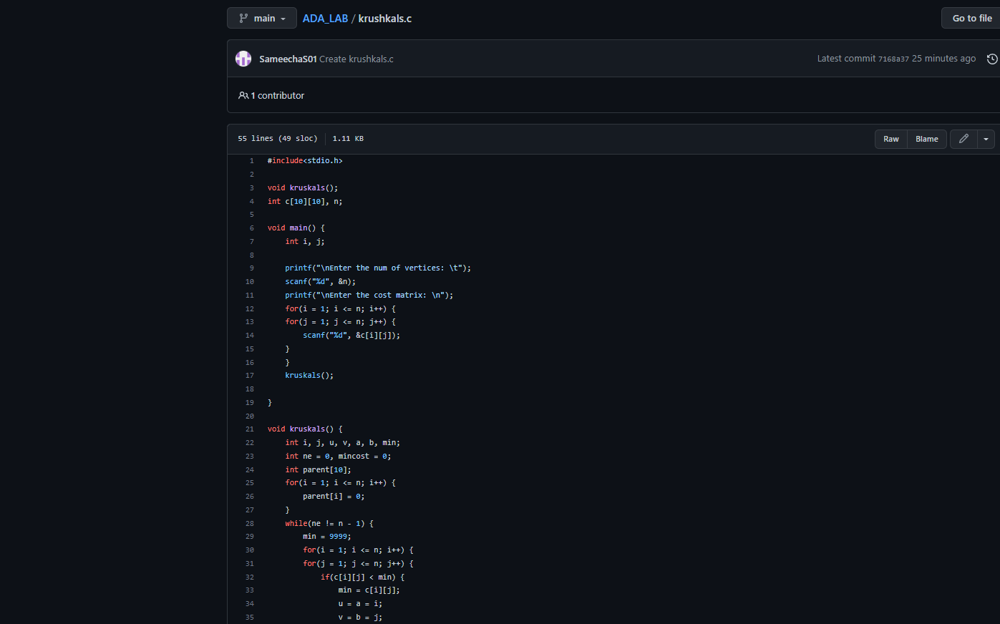 main
ADA_LAB / krushkals.c
Go to file
SameechaS01 Create krushkals.c
Latest commit 7168a37 25 minutes ago
1 contributor
55 lines (49 sloc) 1.11 KB
Raw
Blame
1 #include<stdio.h>
2
3 void kruskals();
4 int c[10][10], n;
5
6 void main() {
7 int i, j;
8
9 printf("\nEnter the num of vertices: \t");
10 scanf("%d", &n);
11 printf("\nEnter the cost matrix: \n");
12 for(i = 1; i <= n; i++) {
13 for(j = 1; j <= n; j++) {
14 scanf("%d", &c[i][j]);
15 }
16 }
17 kruskals();
18
19 }
20
21 void kruskals() {
22 int i, j, u, v, a, b, min;
23 int ne = 0, mincost = 0;
24 int parent[10];
25 for(i = 1; i <= n; i++) {
26 parent[i] = 0;
27 }
28 while(ne != n - 1) {
29 min = 9999;
30 for(i = 1; i <= n; i++) {
31 for(j = 1; j <= n; j++) {
32 if(c[i][j] < min) {
33 min = c[i][j];
34 u = a = i;
35 v = b = j;